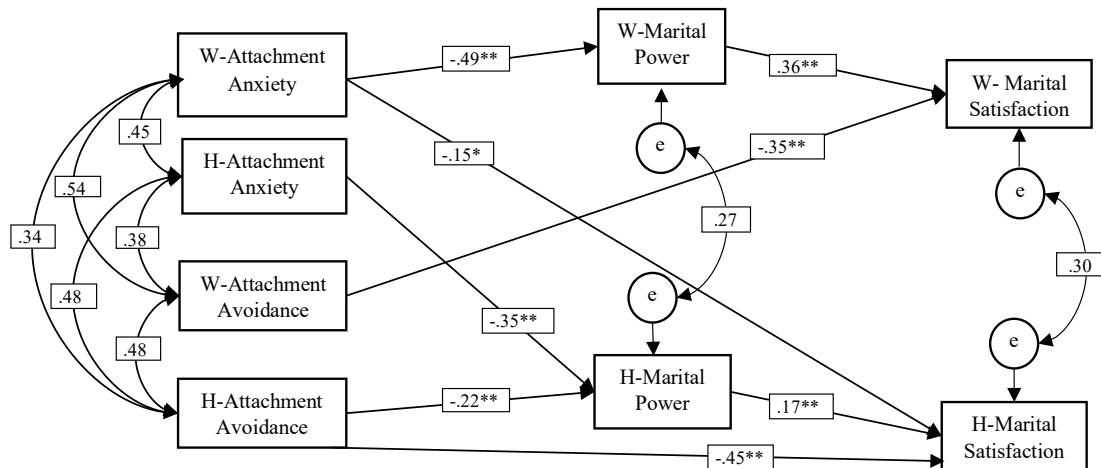 W-Attachment
Anxiety
H-Attachment
Anxiety
W-Attachment
Avoidance
H-Attachment
Avoidance
W-Marital
Power
H-Marital
Power
W- Marital
Satisfaction
H-Marital
Satisfaction
e
e
e
e
.45
.54
.34
.38
.48
.48
-.49**
-.15*
-.35**
-.22**
-.45**
.36**
-.35**
.17**
.27
.30